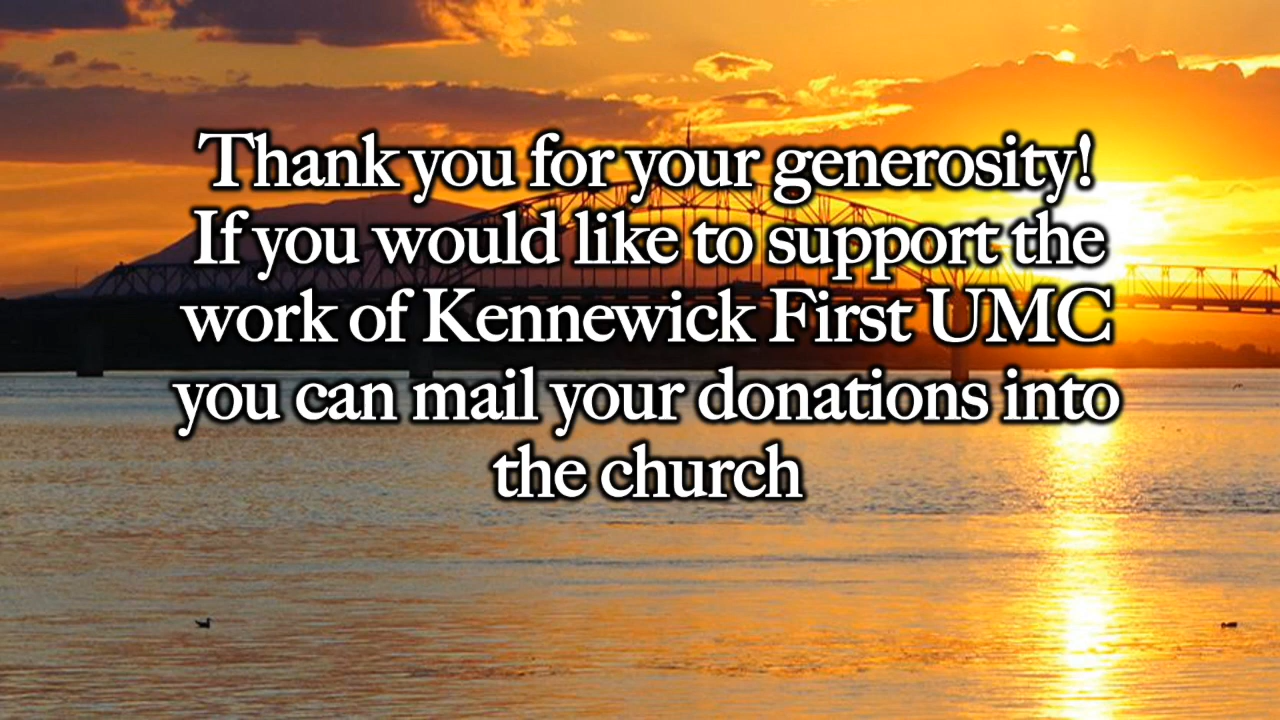 Thank you for your generosity!
If you would like to support the
work of Kennewick First UMC
you can mail your donations into
the church